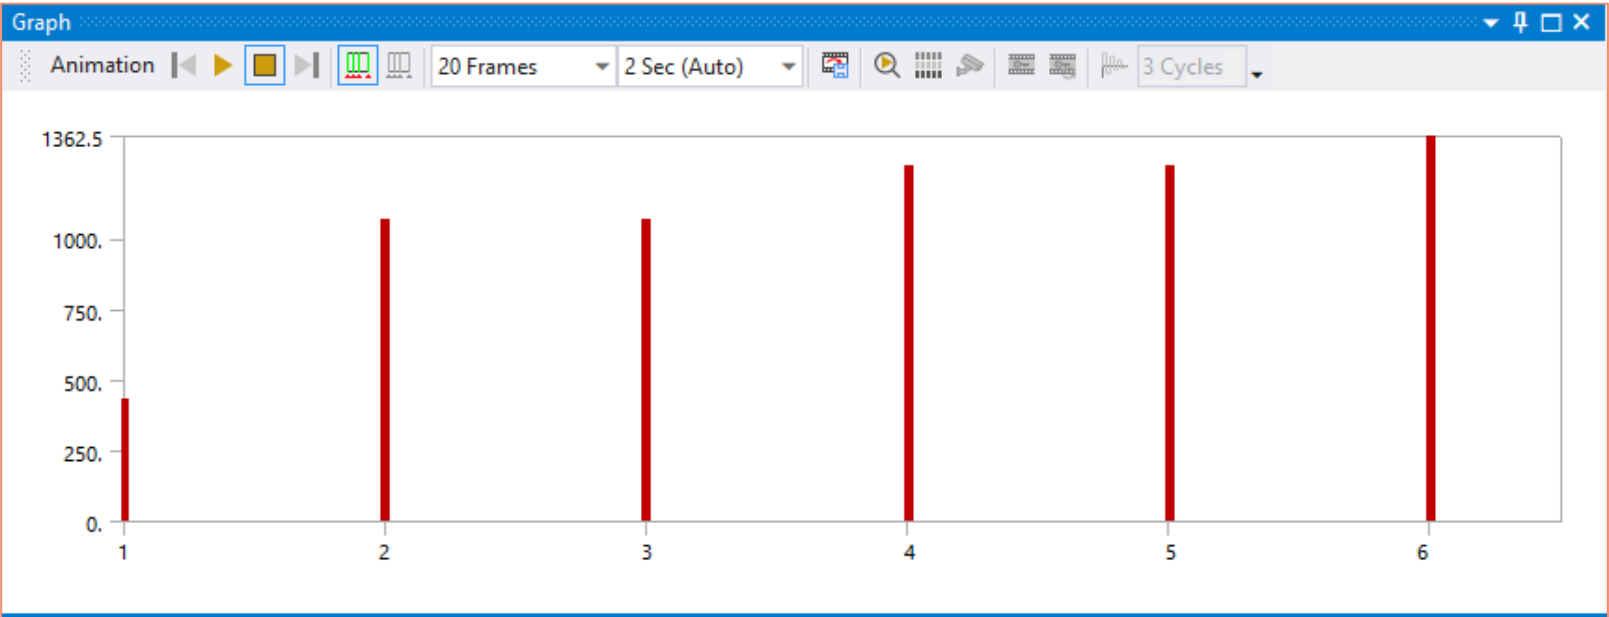 Graph
Animation 20 Frames 2 Sec (Auto) 3 Cycles
1362.5
1000.
750.
500.
250.
0.
1 2 3 4 5 6